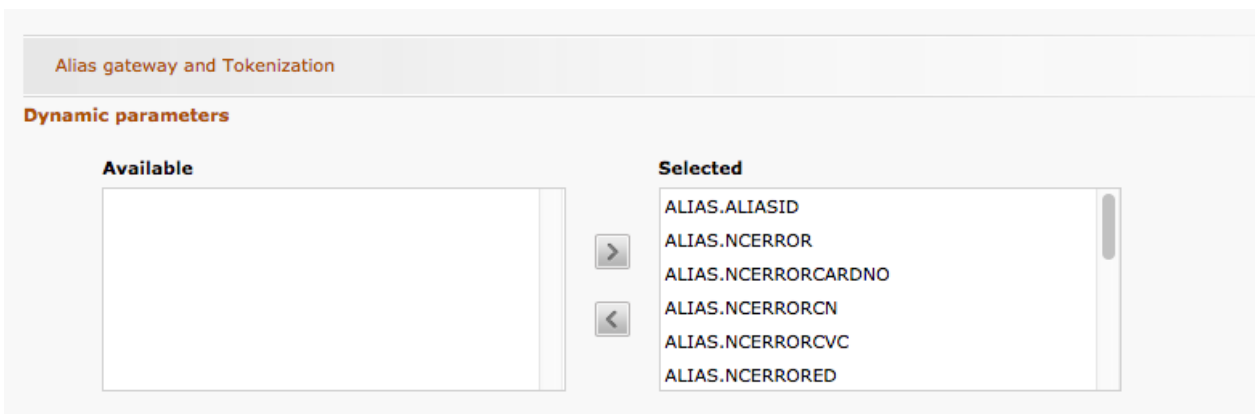 Alias gateway and Tokenization
Dynamic parameters
Available
Selected
ALIAS.ALIASID
ALIAS.NCERROR
ALIAS.NCERRORCARDNO
ALIAS.NCERRORCN
ALIAS.NCERRORCVC
ALIAS.NCERRORED